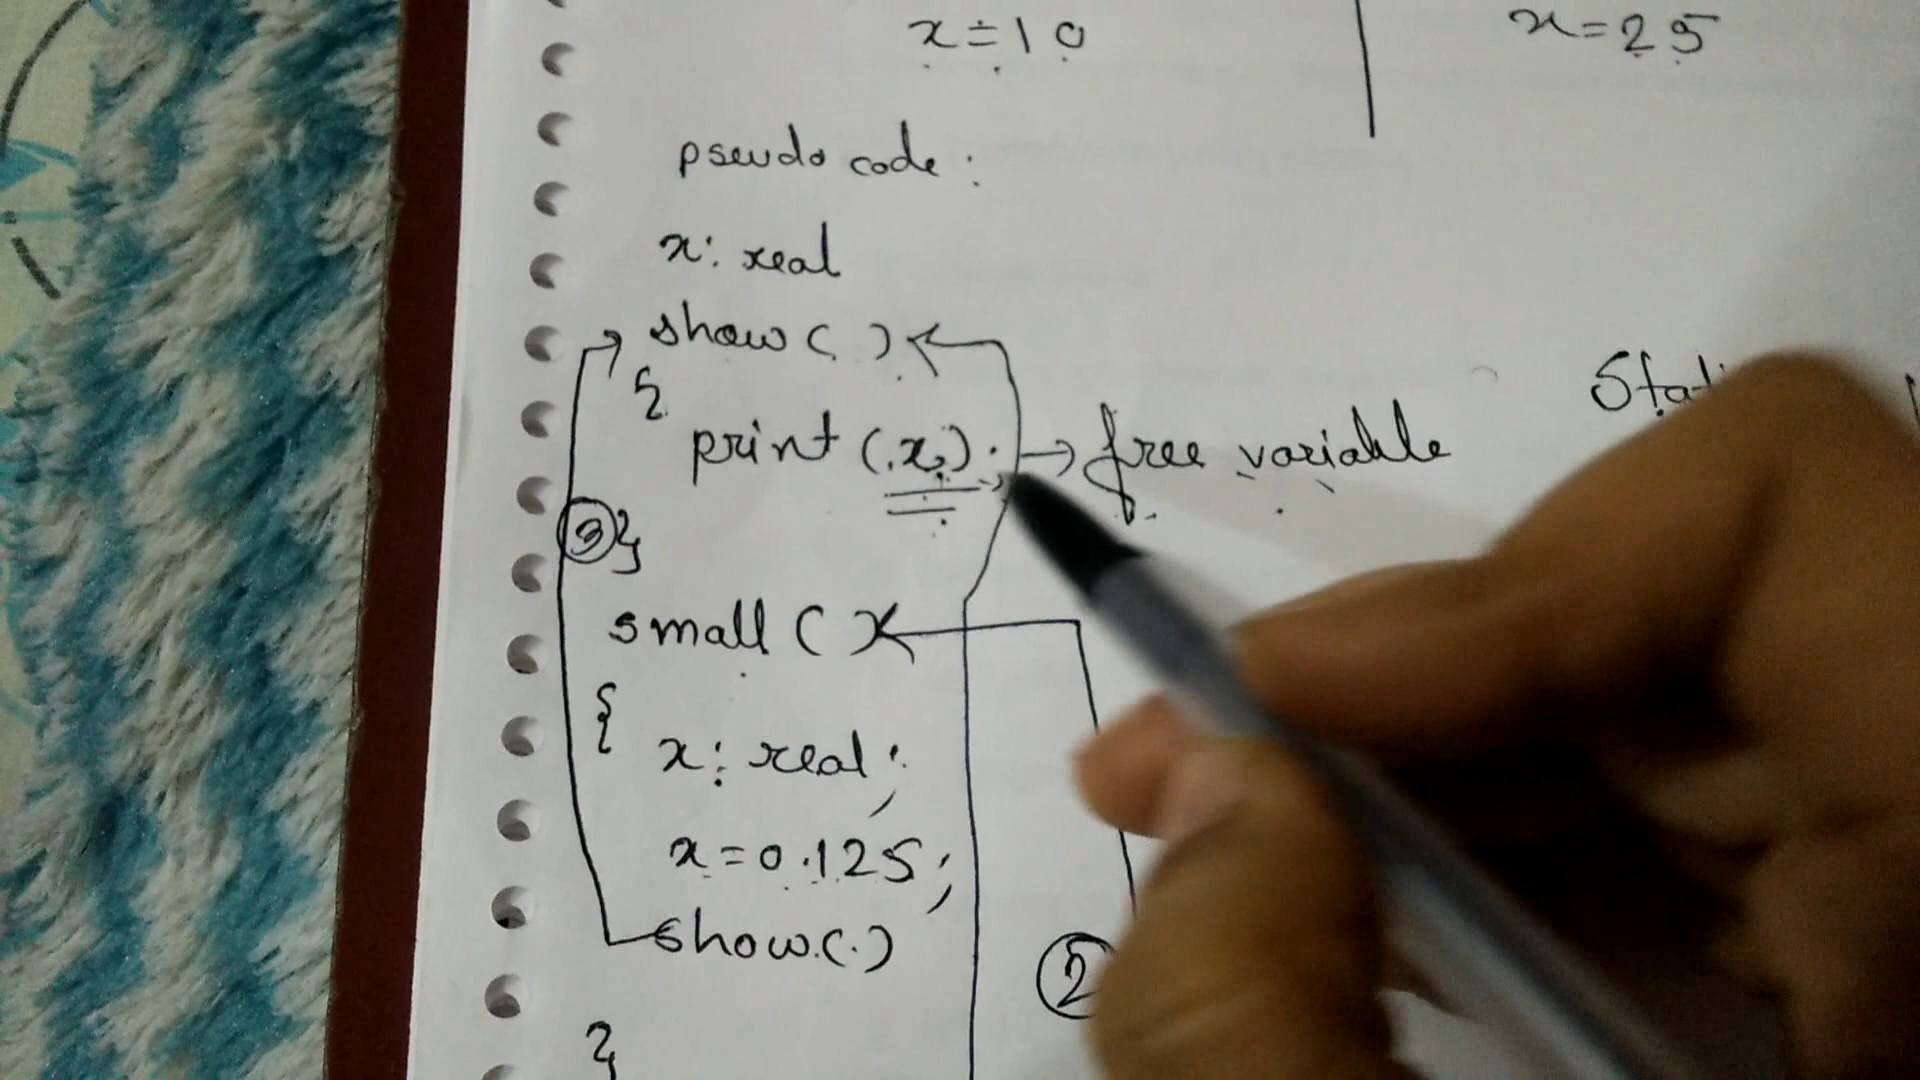 x=10
x=25
pseudo code:
x: real
show( )
{
print (x); → free variable
③ }
small ( )
{
x: real;
x=0.125;
show( )
②
}